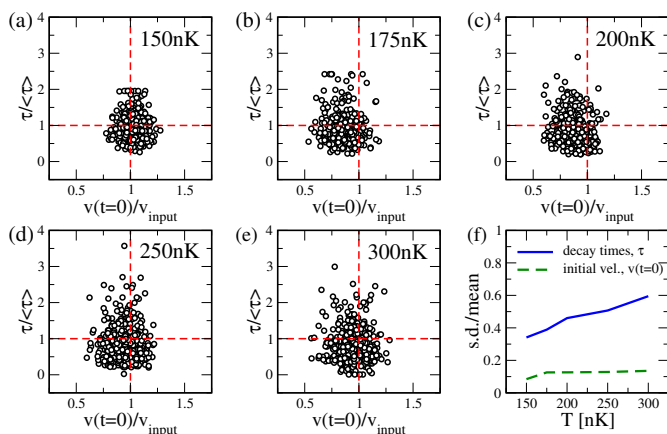 (a) 150nK
4
3
2
1
0
τ/<τ>
0.5 1 1.5
v(t=0)/v_input
(b) 175nK
4
3
2
1
0
τ/<τ>
0.5 1 1.5
v(t=0)/v_input
(c) 200nK
4
3
2
1
0
τ/<τ>
0.5 1 1.5
v(t=0)/v_input
(d) 250nK
4
3
2
1
0
τ/<τ>
0.5 1 1.5
v(t=0)/v_input
(e) 300nK
4
3
2
1
0
τ/<τ>
0.5 1 1.5
v(t=0)/v_input
(f)
1
0.8
0.6
0.4
0.2
0
s.d./mean
decay times, τ
initial vel., v(t=0)
150 200 250 300
T [nK]